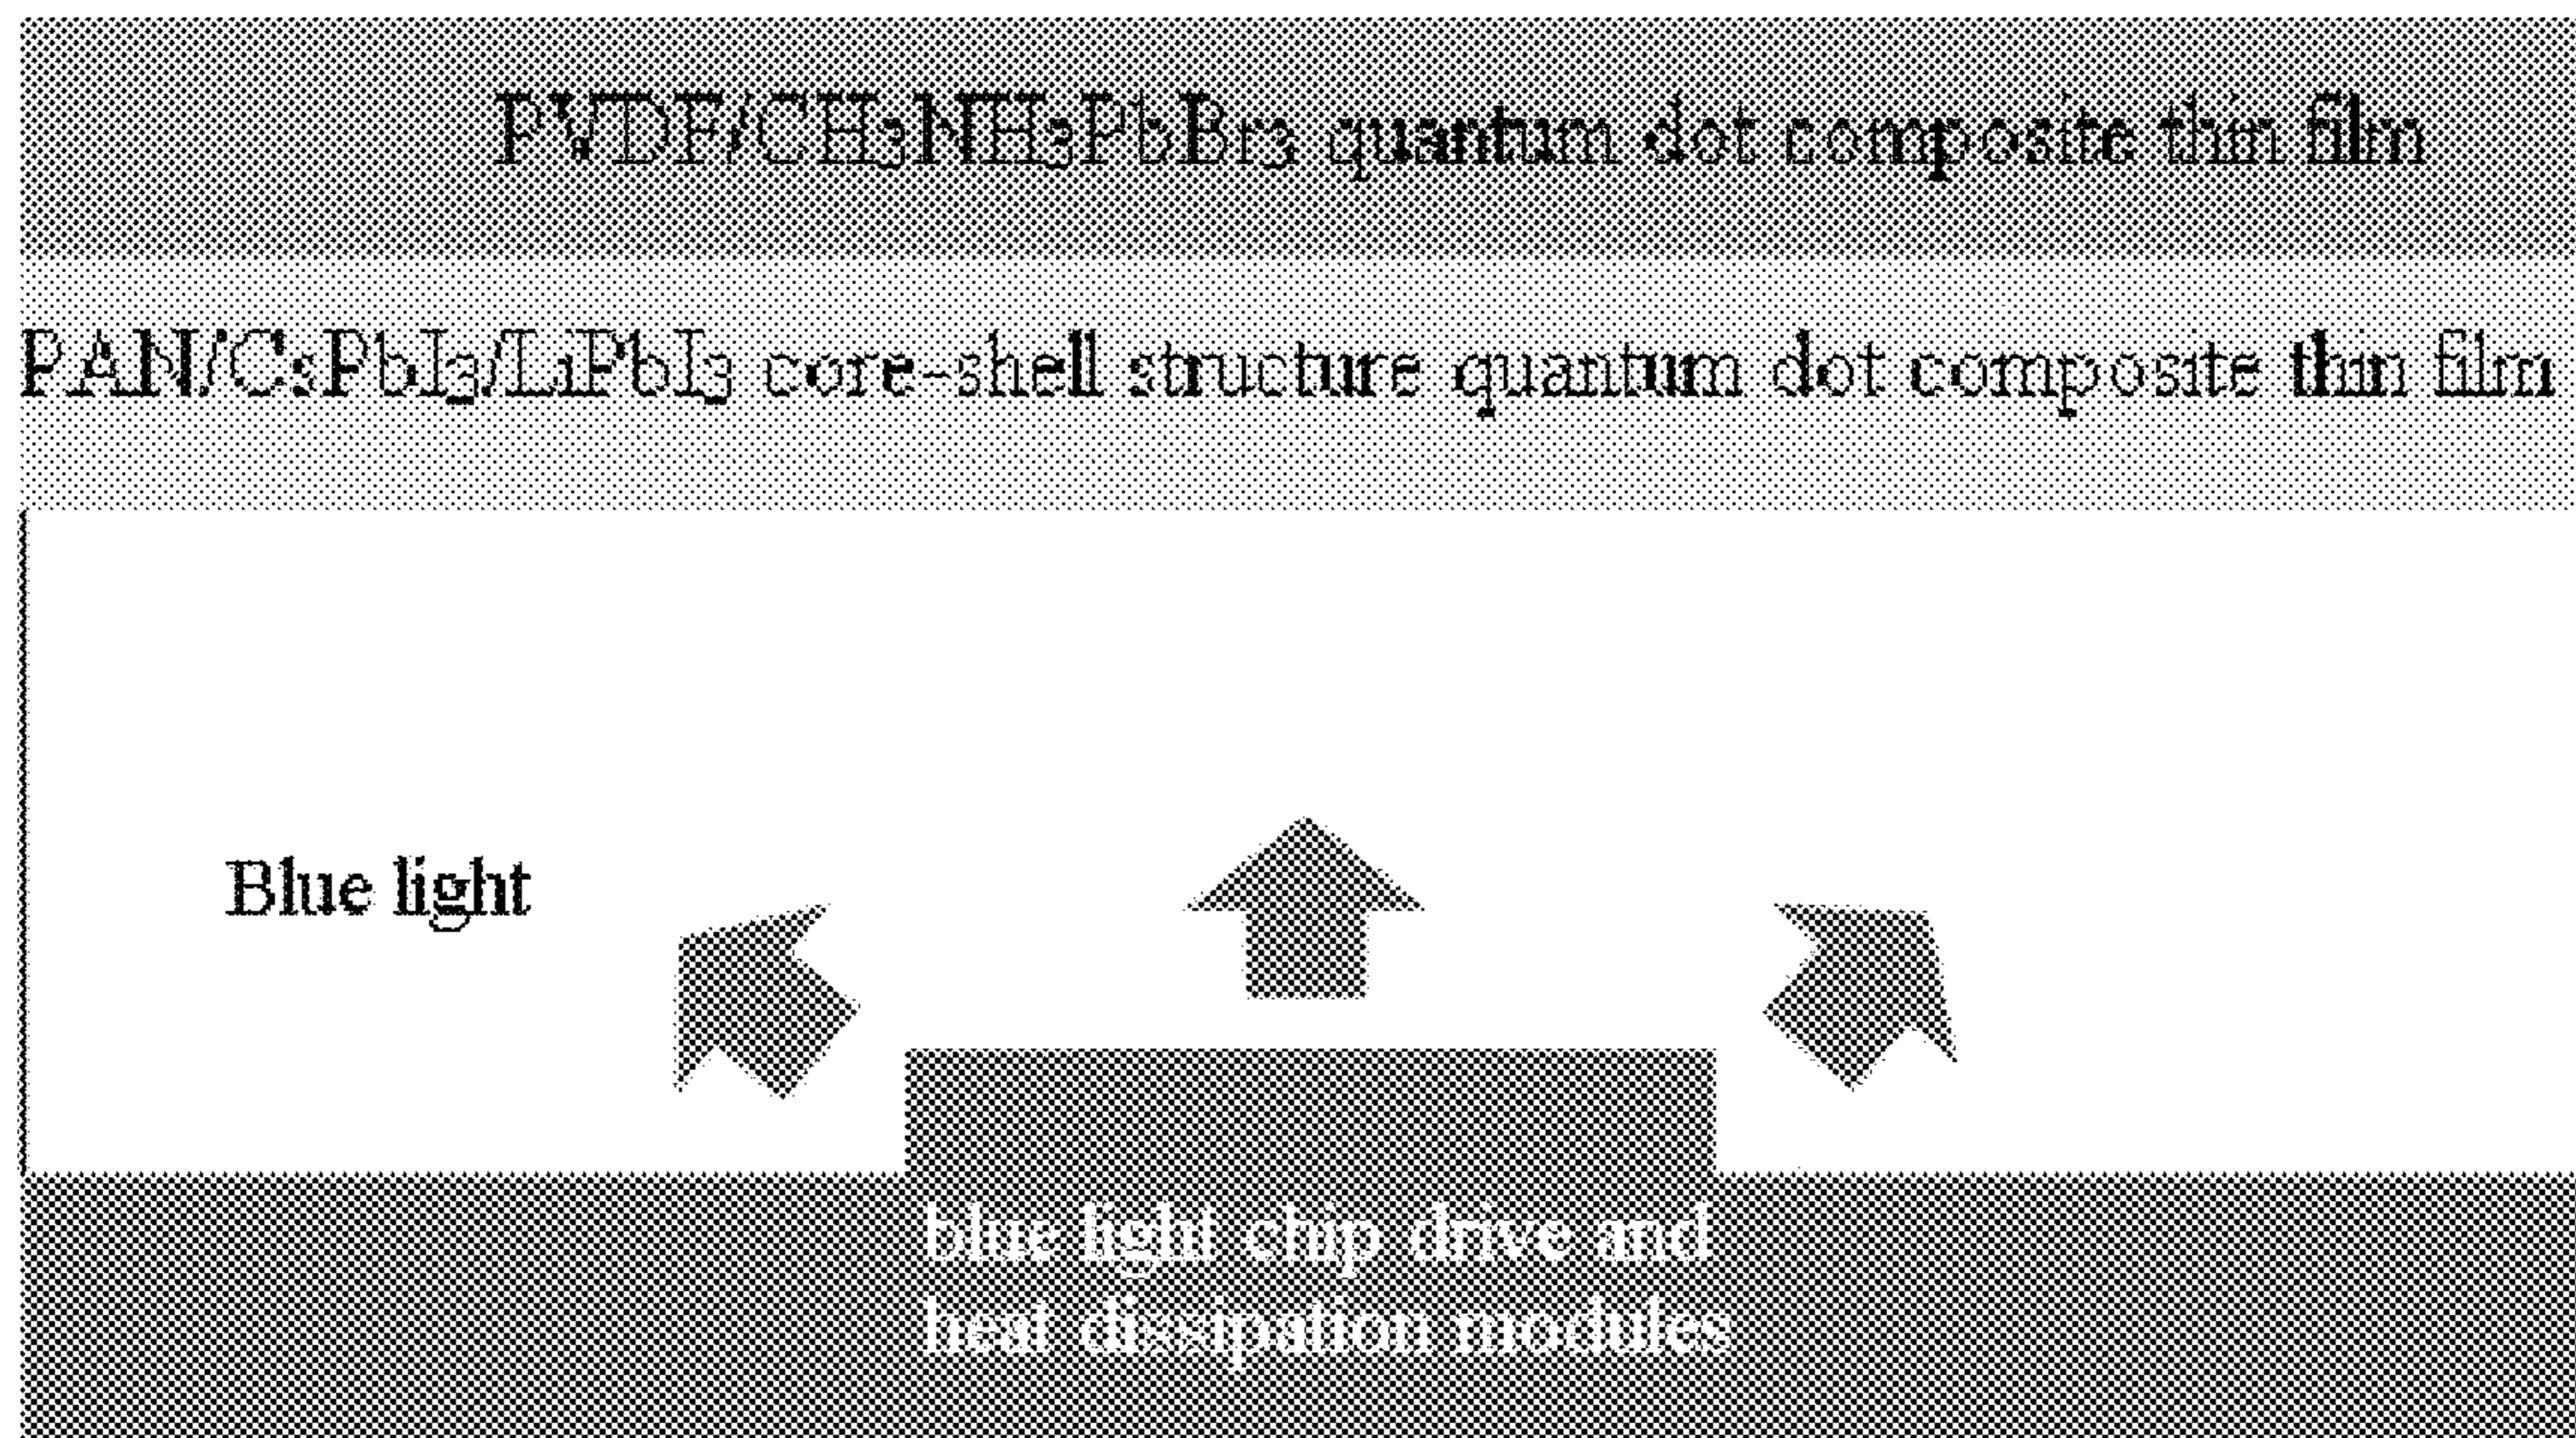 PVDF/CH₃NH₃PbBr₃ quantum dot composite thin film
PAN/CsPbI₃/LiPbI₃ core-shell structure quantum dot composite thin film
Blue light
blue light chip drive and
heat dissipation modules